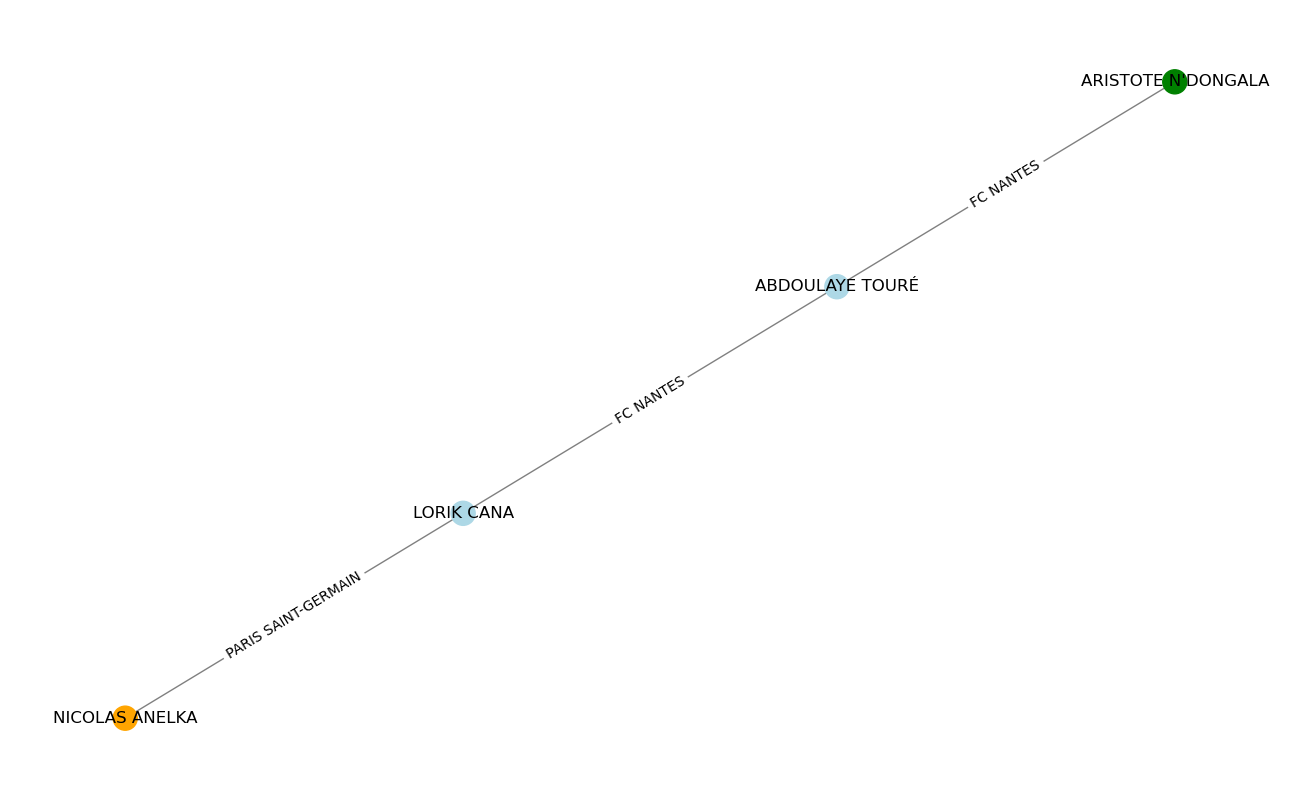 ARISTOTE N'DONGALA
FC NANTES
ABDOULAYE TOURÉ
FC NANTES
LORIK CANA
PARIS SAINT-GERMAIN
NICOLAS ANELKA